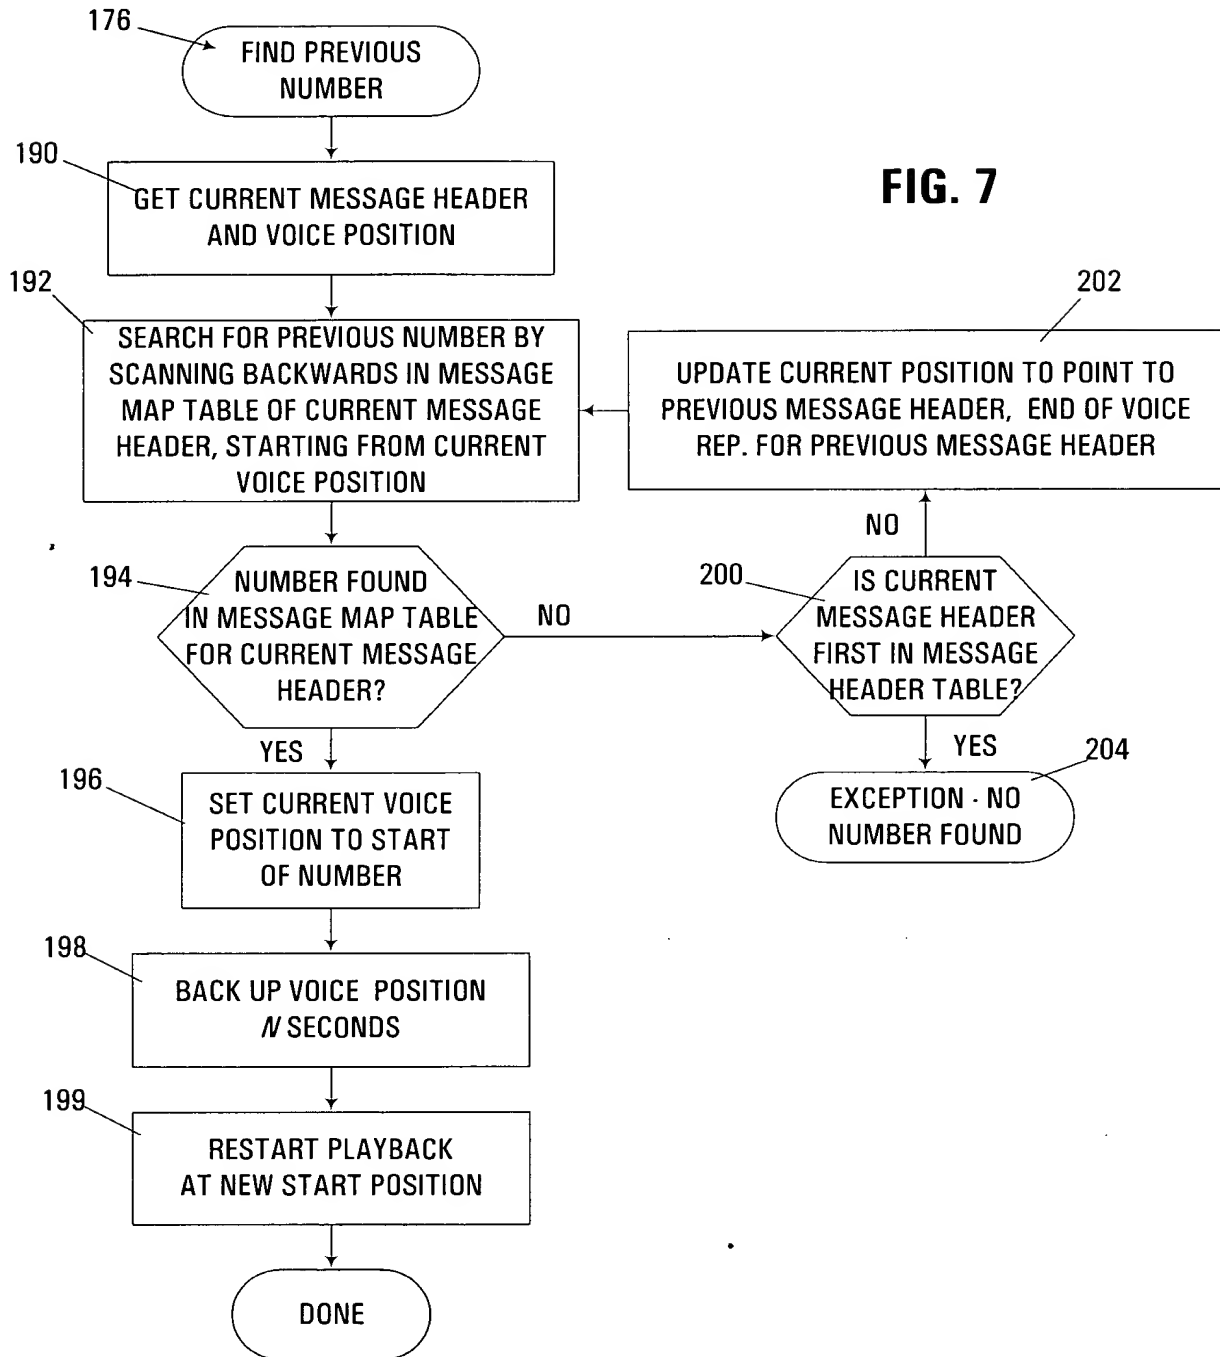 176
FIND PREVIOUS
NUMBER
190
GET CURRENT MESSAGE HEADER
AND VOICE POSITION
FIG. 7
192
SEARCH FOR PREVIOUS NUMBER BY
SCANNING BACKWARDS IN MESSAGE
MAP TABLE OF CURRENT MESSAGE
HEADER, STARTING FROM CURRENT
VOICE POSITION
202
UPDATE CURRENT POSITION TO POINT TO
PREVIOUS MESSAGE HEADER, END OF VOICE
REP. FOR PREVIOUS MESSAGE HEADER
194
NUMBER FOUND
IN MESSAGE MAP TABLE
FOR CURRENT MESSAGE
HEADER?
NO
NO
200
IS CURRENT
MESSAGE HEADER
FIRST IN MESSAGE
HEADER TABLE?
YES
YES
204
EXCEPTION - NO
NUMBER FOUND
196
SET CURRENT VOICE
POSITION TO START
OF NUMBER
198
BACK UP VOICE POSITION
N SECONDS
199
RESTART PLAYBACK
AT NEW START POSITION
DONE